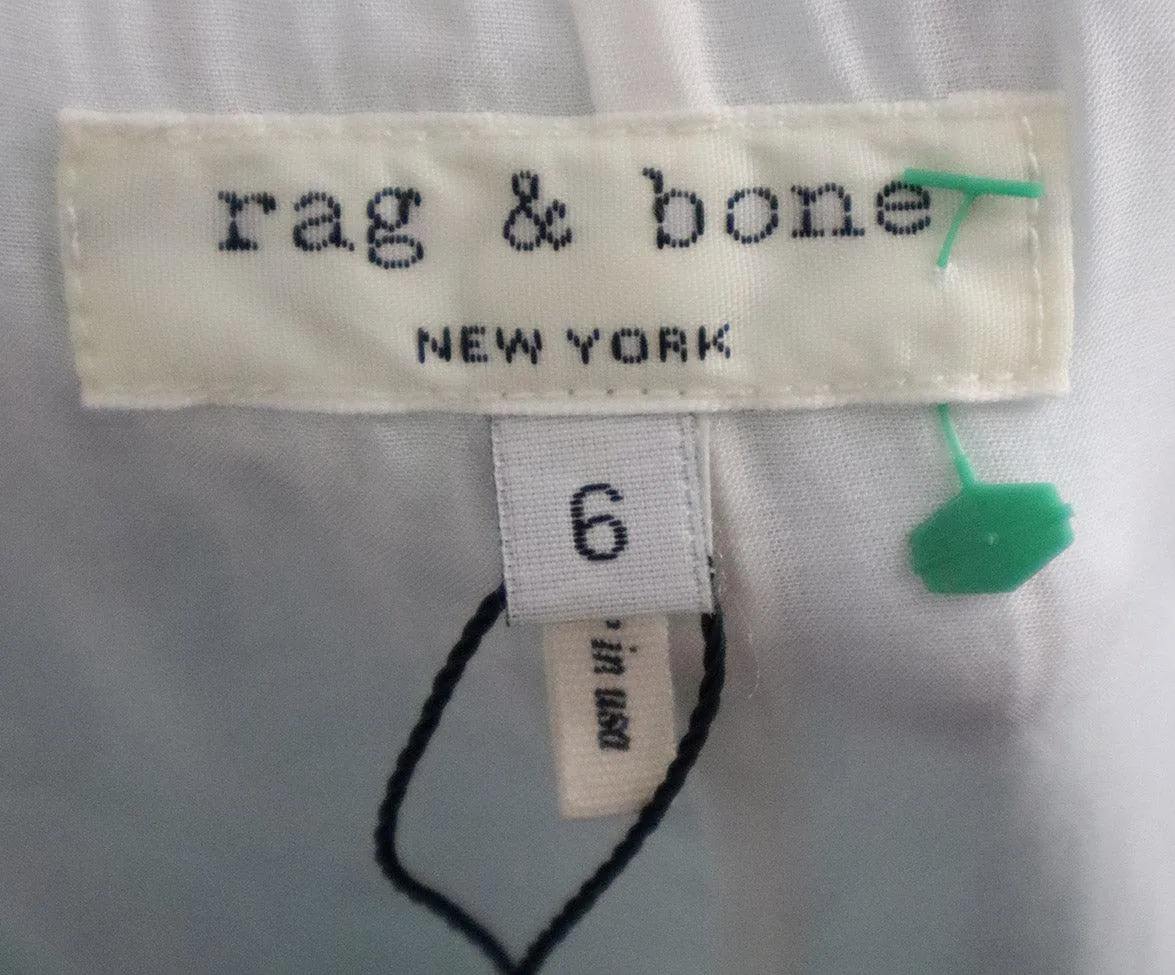 rag & bone
NEW YORK
6
in usa